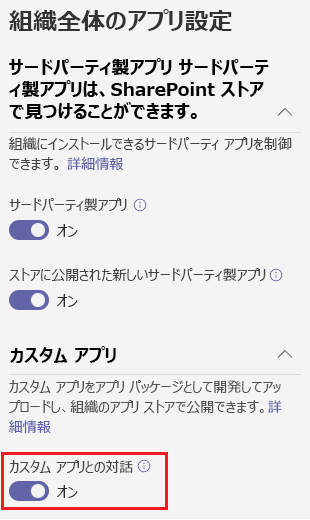 組織全体のアプリ設定
サードパーティ製アプリ サードパーテ
ィ製アプリは、SharePoint ストア
で見つけることができます。
組織にインストールできるサードパーティ アプリを制御
できます。 詳細情報
サードパーティ製アプリ
オン
ストアに公開された新しいサードパーティ製アプリ
オン
カスタム アプリ
カスタム アプリをアプリ パッケージとして開発してアッ
プロードし、組織のアプリ ストアで公開できます。詳
細情報
カスタム アプリとの対話
オン